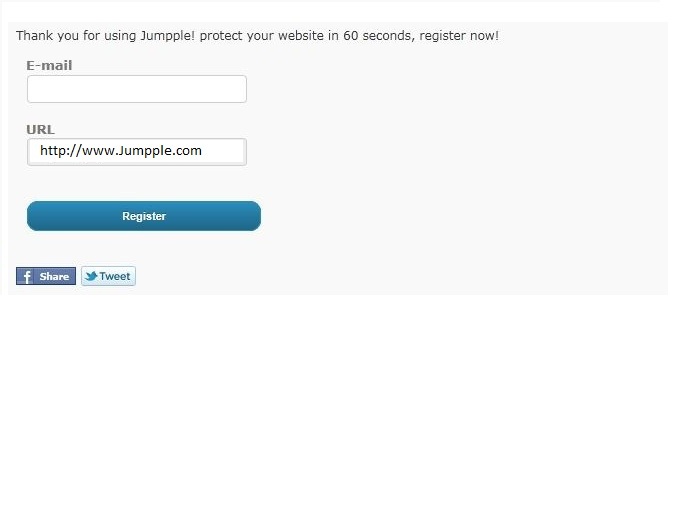 Thank you for using Jumpple! protect your website in 60 seconds, register now!
E-mail
URL
http://www.Jumpple.com
Register
f Share
Tweet